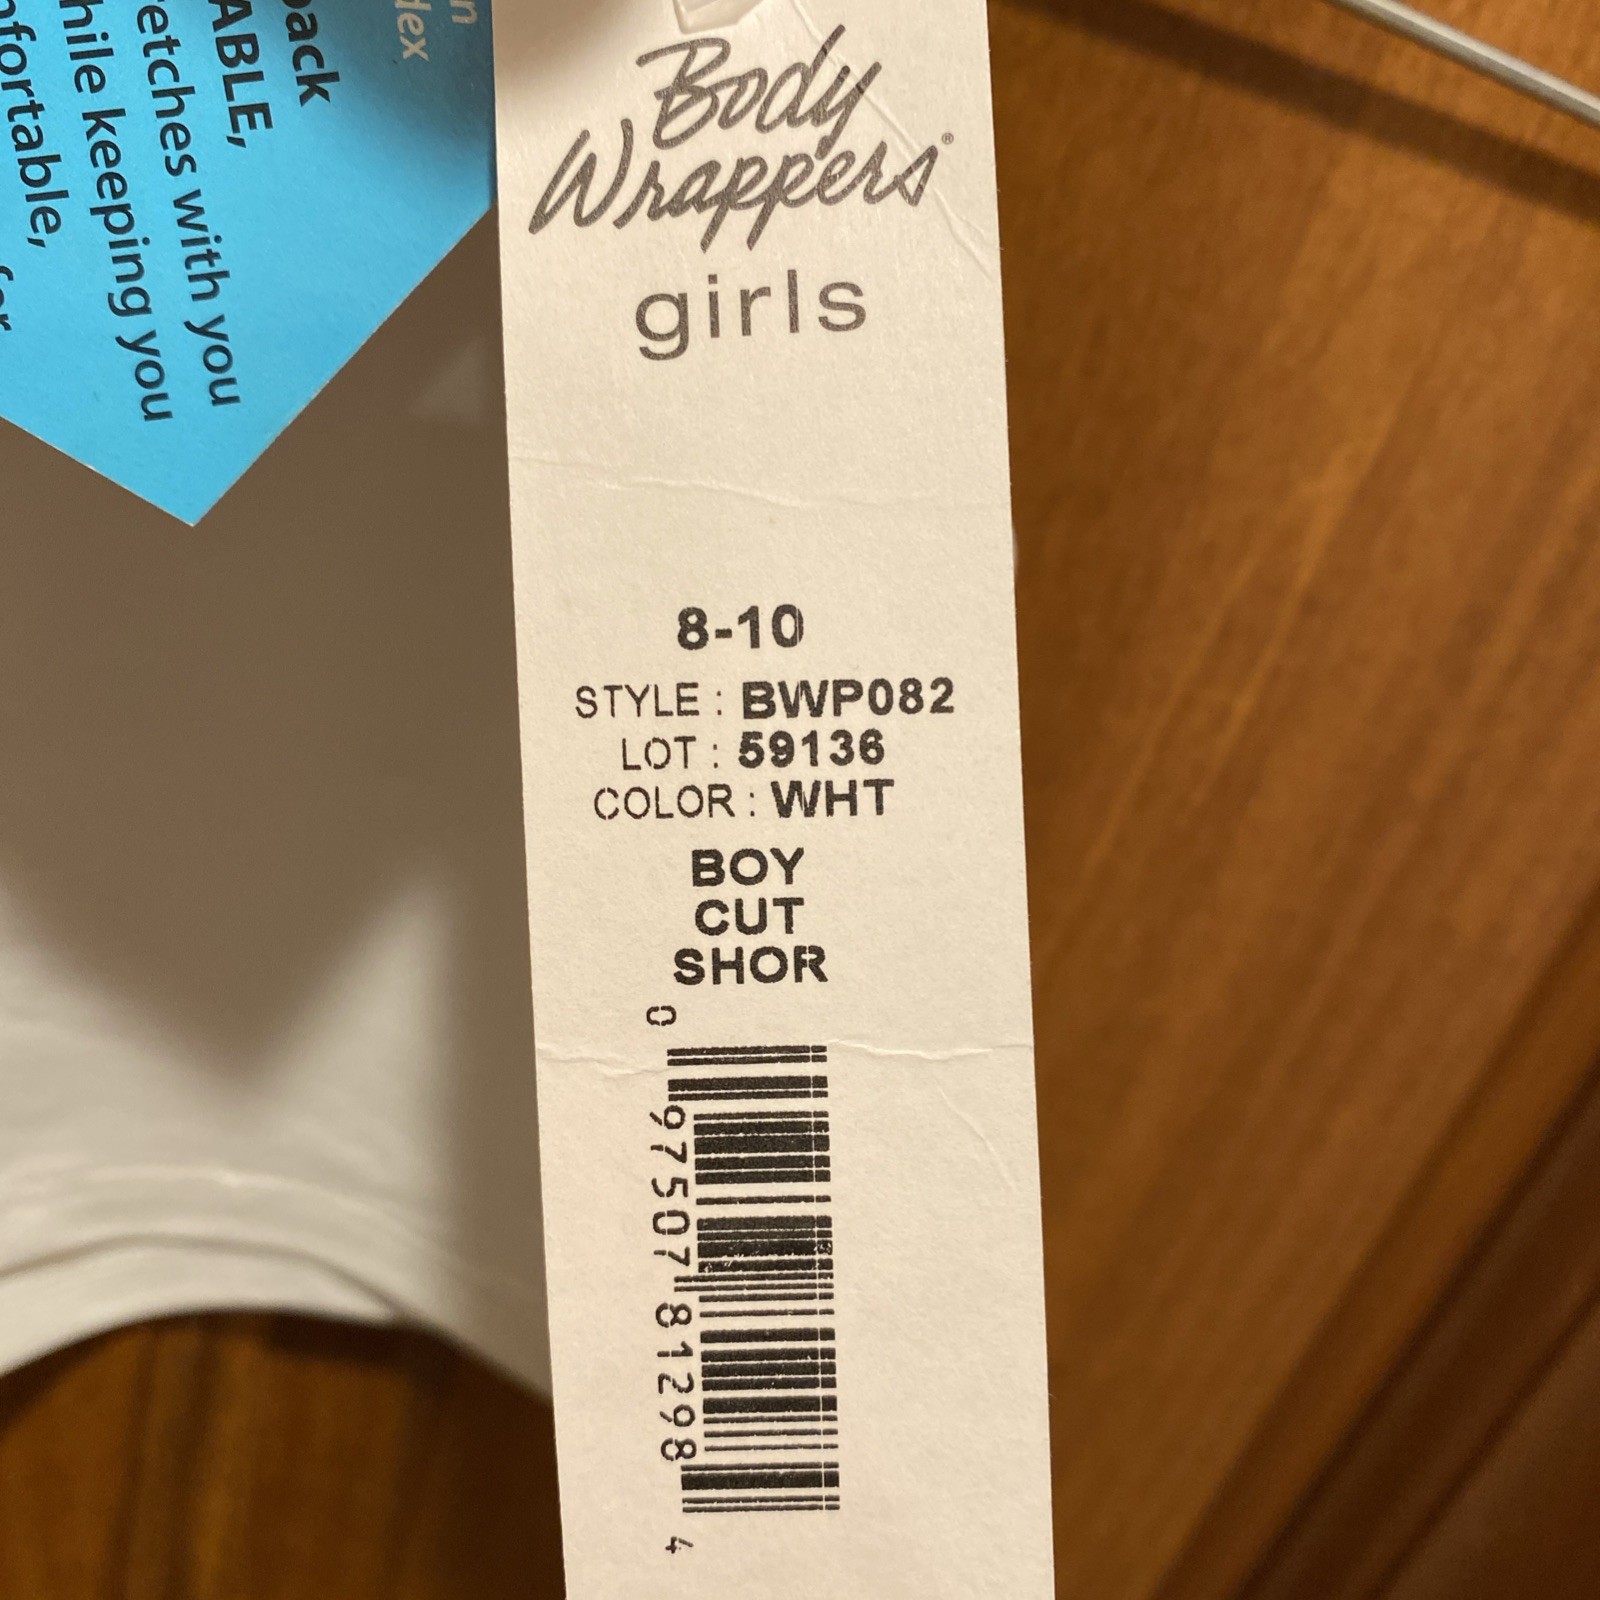 back
ABLE,
etches with you
hile keeping you
fortable,
Body
Wrappers®
girls
8-10
STYLE : BWP082
LOT : 59136
COLOR : WHT
BOY
CUT
SHOR
0 97507 81298 4